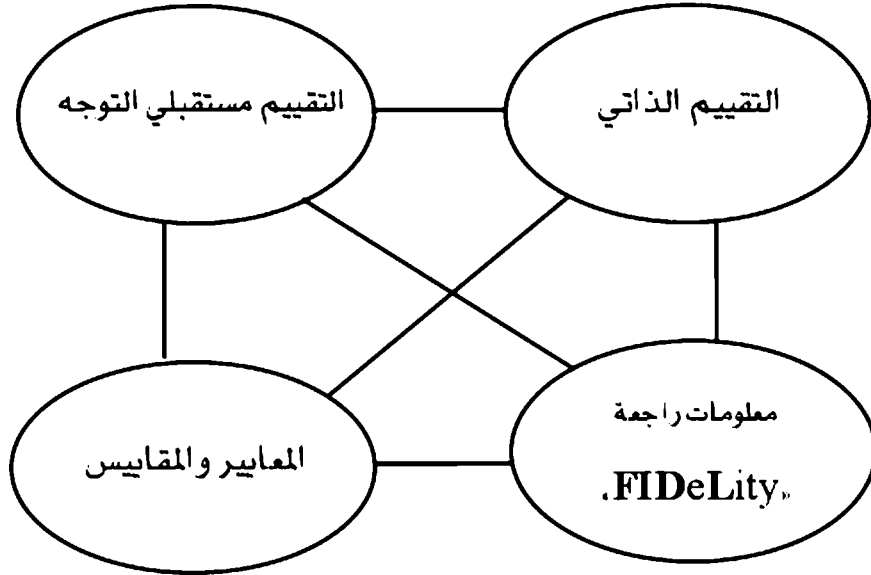 التقييم الذاتي
التقييم مستقبلي التوجه
معلومات راجعة
«FIDeLity»
المعايير والمقاييس